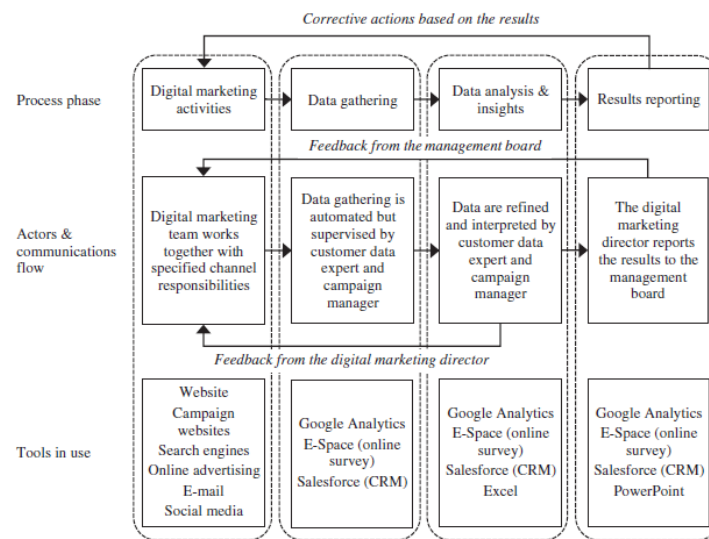 Corrective actions based on the results
Process phase
Digital marketing
activities
Data gathering
Data analysis &
insights
Results reporting
Feedback from the management board
Actors &
communications
flow
Digital marketing
team works
together with
specified channel
responsibilities
Data gathering is
automated but
supervised by
customer data
expert and
campaign
manager
Data are refined
and interpreted by
customer data
expert and
campaign
manager
The digital
marketing
director reports
the results to the
management
board
Feedback from the digital marketing director
Tools in use
Website
Campaign
websites
Search engines
Online advertising
E-mail
Social media
Google Analytics
E-Space (online
survey)
Salesforce (CRM)
Google Analytics
E-Space (online
survey)
Salesforce (CRM)
Excel
Google Analytics
E-Space (online
survey)
Salesforce (CRM)
PowerPoint